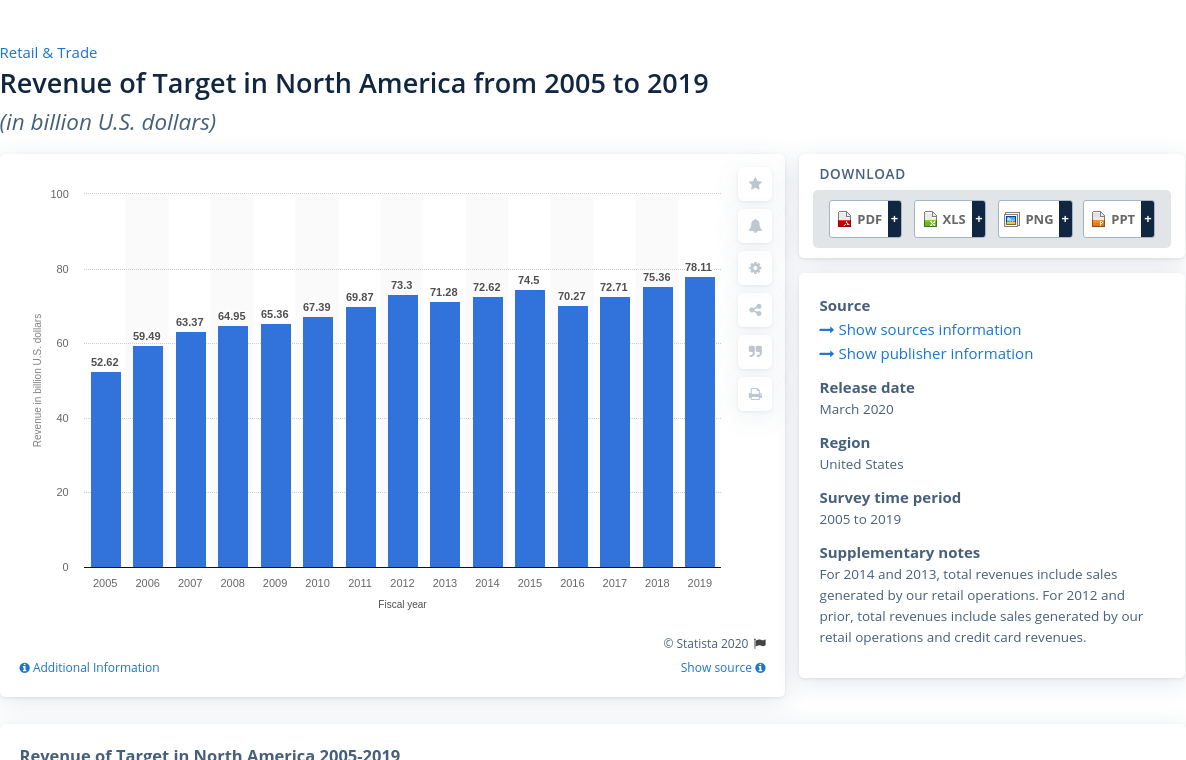 Retail & Trade
Revenue of Target in North America from 2005 to 2019
(in billion U.S. dollars)
100
80
60
40
20
0
Revenue in billion U.S. dollars
52.62
59.49
63.37
64.95
65.36
67.39
69.87
73.3
71.28
72.62
74.5
70.27
72.71
75.36
78.11
2005 2006 2007 2008 2009 2010 2011 2012 2013 2014 2015 2016 2017 2018 2019
Fiscal year
© Statista 2020
Additional Information
Show source
DOWNLOAD
PDF + XLS + PNG + PPT +
Source
Show sources information
Show publisher information
Release date
March 2020
Region
United States
Survey time period
2005 to 2019
Supplementary notes
For 2014 and 2013, total revenues include sales
generated by our retail operations. For 2012 and
prior, total revenues include sales generated by our
retail operations and credit card revenues.
Revenue of Target in North America 2005-2019